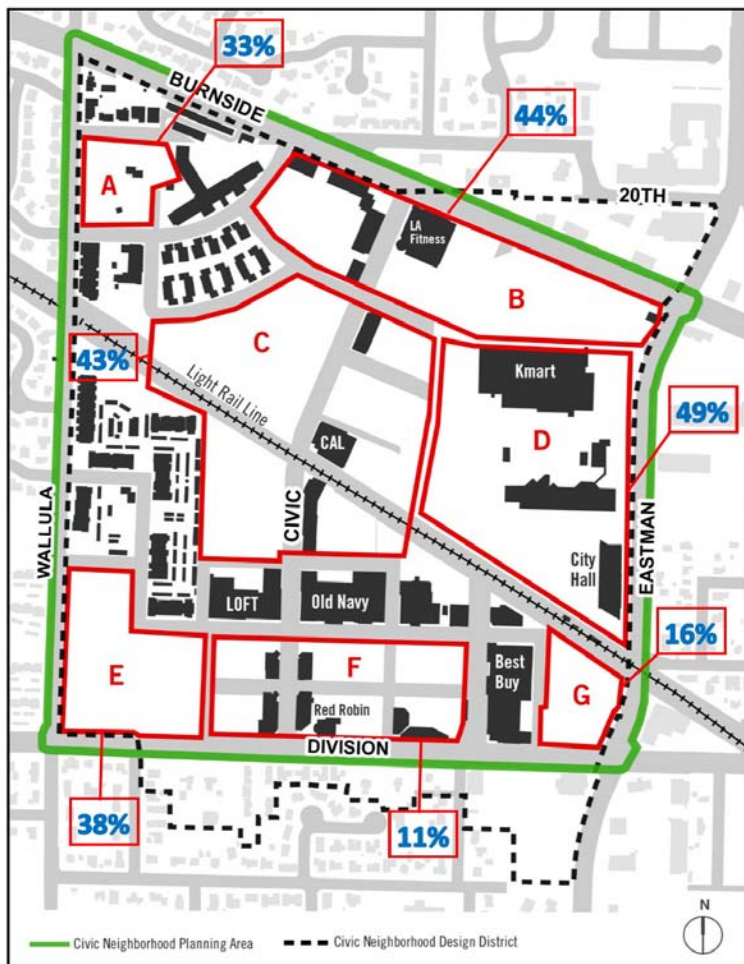 33%
BURNSIDE
44%
A
20TH
LA
Fitness
B
C
Kmart
43%
Light Rail Line
D
49%
CAL
CIVIC
WALLULA
EASTMAN
City
Hall
LOFT
Old Navy
16%
E
F
Best
Buy
G
Red Robin
DIVISION
38%
11%
N
Civic Neighborhood Planning Area
Civic Neighborhood Design District